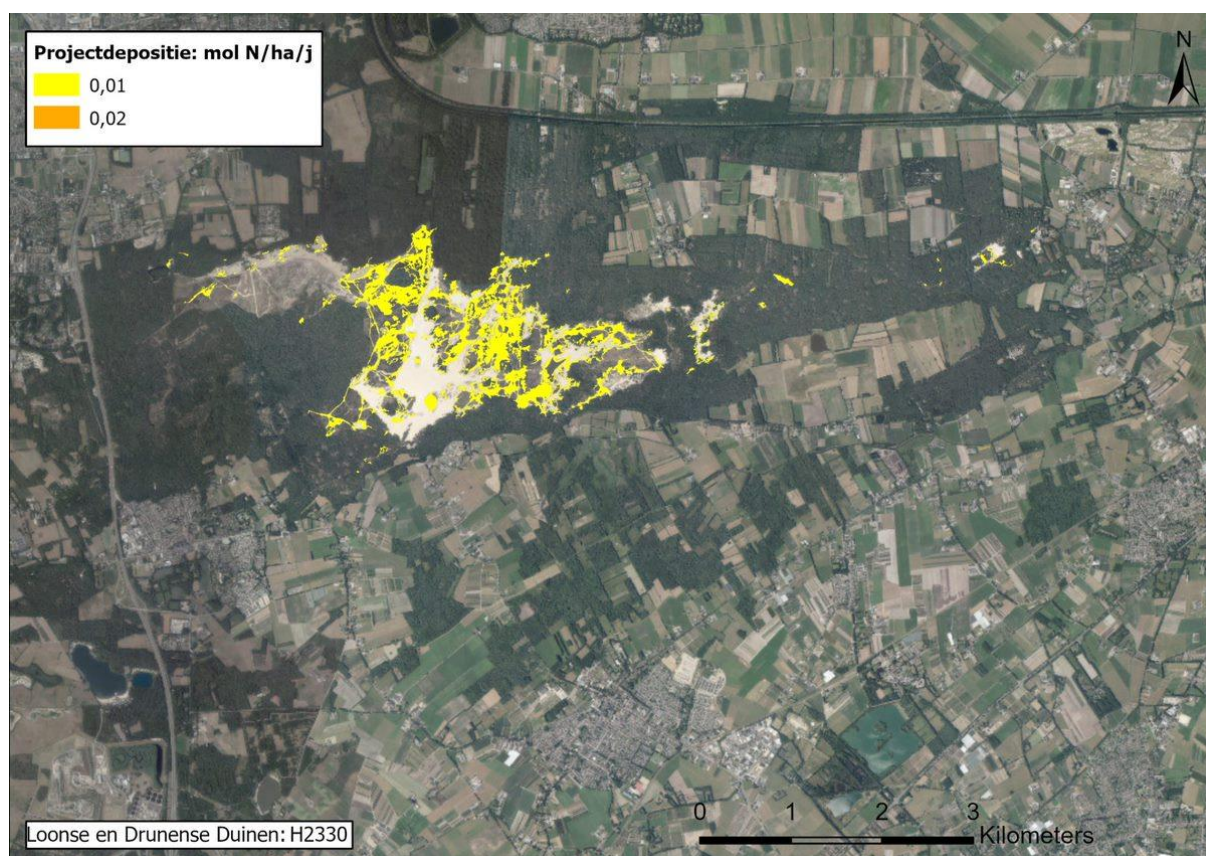 Projectdepositie: mol N/ha/j
0,01
0,02
N
Loonse en Drunense Duinen: H2330
0 1 2 3
Kilometers